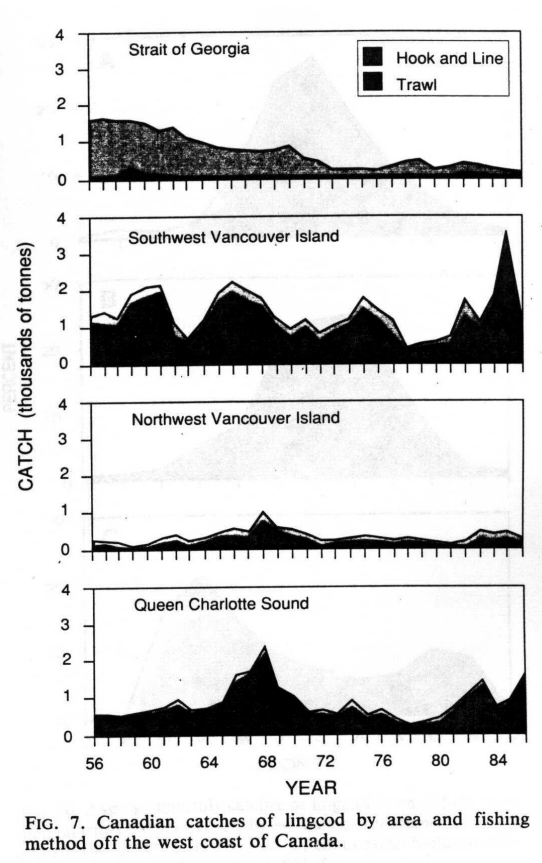 4
Strait of Georgia
Hook and Line
Trawl
3
2
1
0
4
Southwest Vancouver Island
3
2
1
0
CATCH (thousands of tonnes)
4
Northwest Vancouver Island
3
2
1
0
4
Queen Charlotte Sound
3
2
1
0
56 60 64 68 72 76 80 84
YEAR
FIG. 7. Canadian catches of lingcod by area and fishing
method off the west coast of Canada.